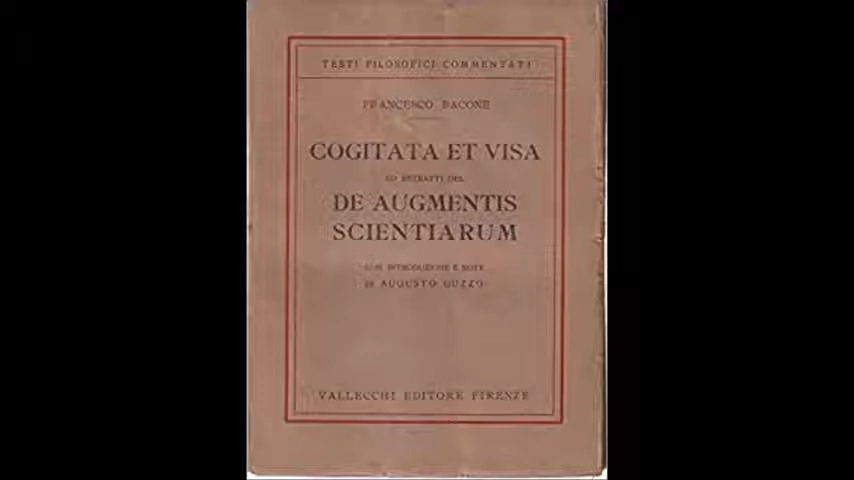 TESTI FILOSOFICI COMMENTATI
FRANCESCO BACONE
COGITATA ET VISA
ED ESTRATTI DEL
DE AUGMENTIS
SCIENTIARUM
CON INTRODUZIONE E NOTE
DI AUGUSTO GUZZO
VALLECCHI EDITORE FIRENZE